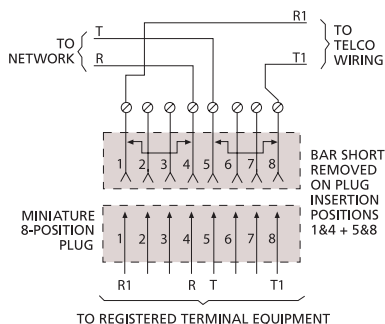 R1
TO
TELCO
WIRING
TO
NETWORK
T
R
T1
1 2 3 4 5 6 7 8
BAR SHORT
REMOVED
ON PLUG
INSERTION
POSITIONS
1&4 + 5&8
MINIATURE
8-POSITION
PLUG
1 2 3 4 5 6 7 8
R1 R T T1
TO REGISTERED TERMINAL EQUIPMENT